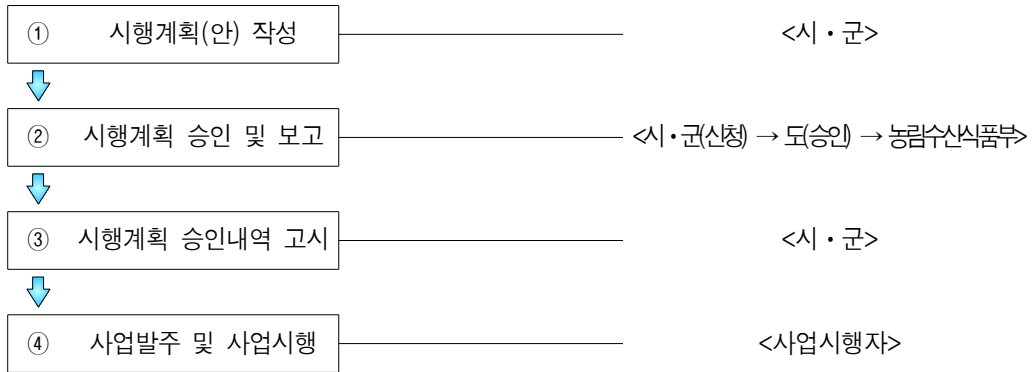 ① 시행계획(안) 작성 <시・군>
② 시행계획 승인 및 보고 <시・군(신청) → 도(승인) → 농림수산식품부>
③ 시행계획 승인내역 고시 <시・군>
④ 사업발주 및 사업시행 <사업시행자>